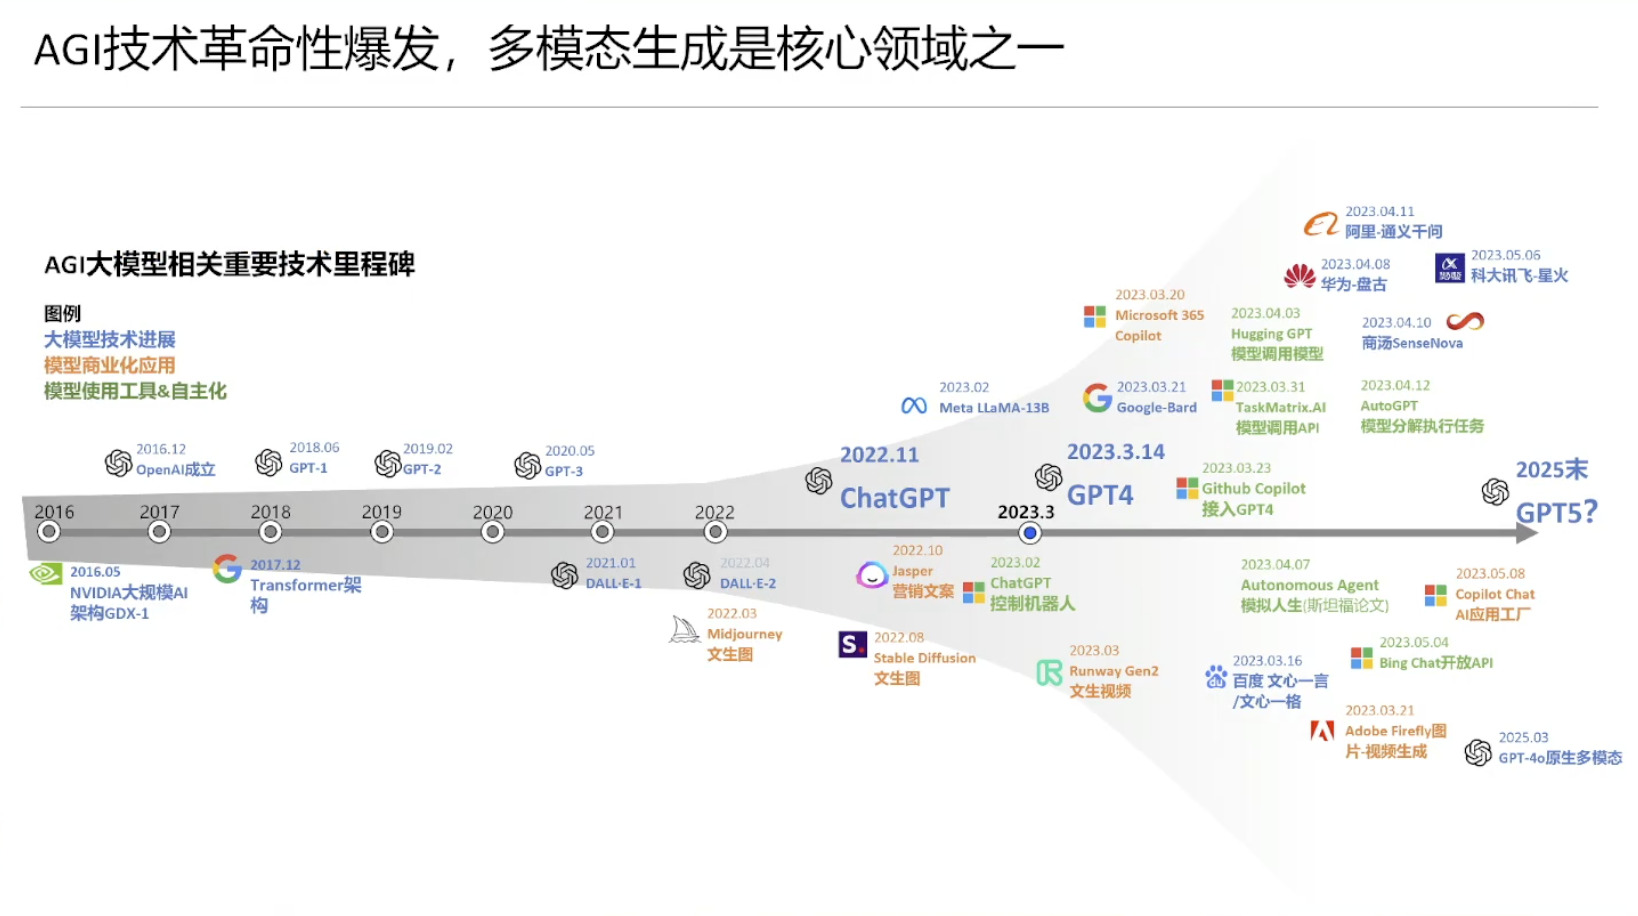 AGI技术革命性爆发，多模态生成是核心领域之一
AGI大模型相关重要技术里程碑
图例
大模型技术进展
模型商业化应用
模型使用工具&自主化
2023.04.11
阿里-通义千问
2023.04.08
华为-盘古
2023.05.06
科大讯飞-星火
2023.03.20
Microsoft 365
Copilot
2023.04.03
Hugging GPT
模型调用模型
2023.04.10
商汤SenseNova
2023.02
Meta LLaMA-13B
2023.03.21
Google-Bard
2023.03.31
TaskMatrix.AI
模型调用API
2023.04.12
AutoGPT
模型分解执行任务
2016.12
OpenAI成立
2018.06
GPT-1
2019.02
GPT-2
2020.05
GPT-3
2022.11
ChatGPT
2023.3.14
GPT4
2023.03.23
Github Copilot
接入GPT4
2025末
GPT5？
2016
2017
2018
2019
2020
2021
2022
2023.3
2016.05
NVIDIA大规模AI
架构GDX-1
2017.12
Transformer架
构
2021.01
DALL·E-1
2022.04
DALL·E-2
2022.03
Midjourney
文生图
2022.10
Jasper
营销文案
2022.08
S.
Stable Diffusion
文生图
2023.02
ChatGPT
控制机器人
2023.03
Runway Gen2
文生视频
2023.04.07
Autonomous Agent
模拟人生(斯坦福论文)
2023.05.08
Copilot Chat
AI应用工厂
2023.05.04
Bing Chat开放API
2023.03.16
du
百度 文心一言
/文心一格
2023.03.21
Adobe Firefly图
片-视频生成
2025.03
GPT-4o原生多模态